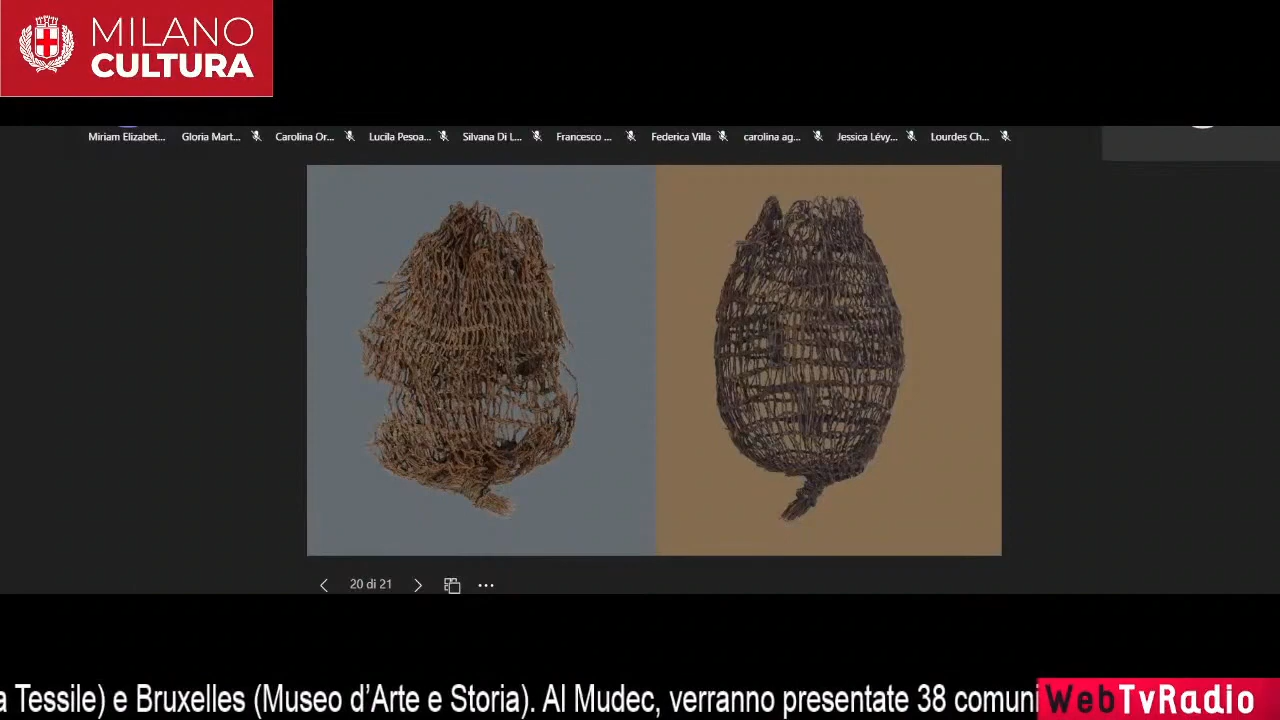 MILANO
CULTURA
Miriam Elizabet... Gloria Mart... Carolina Or... Lucila Pesoa... Silvana Di L... Francesco ... Federica Villa carolina ag... Jessica Lévy... Lourdes Ch...
20 di 21
a Tessile) e Bruxelles (Museo d'Arte e Storia). Al Mudec, verranno presentate 38 comuni
WebTvRadio